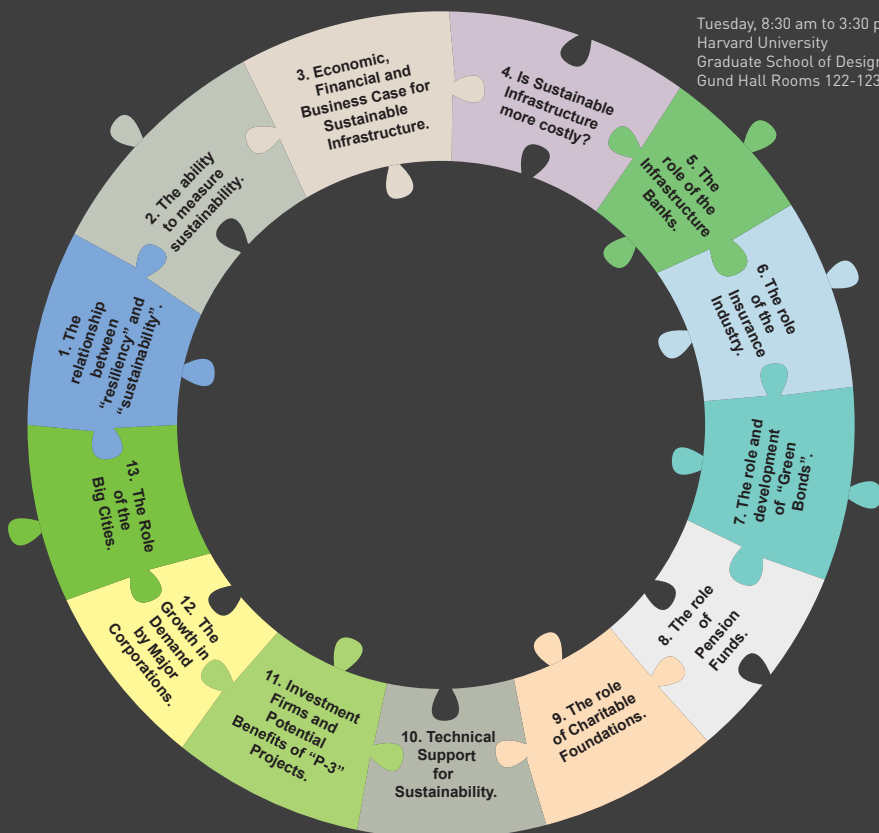 Tuesday, 8:30 am to 3:30 p
Harvard University
Graduate School of Design
Gund Hall Rooms 122-123
1. The
relationship
between
“resiliency” and
“sustainability”.
2. The ability
to measure
sustainability.
3. Economic,
Financial and
Business Case for
Sustainable
Infrastructure.
4. Is Sustainable
Infrastructure
more costly?
5. The
role of the
Infrastructure
Banks.
6. The role
of the
Insurance
Industry.
7. The role and
development
of “Green
Bonds”.
8. The role
of
Pension
Funds.
9. The role
of Charitable
Foundations.
10. Technical
Support
for
Sustainability.
11. Investment
Firms and
Potential
Benefits of “P-3”
Projects.
12. The
Growth in
Demand
by Major
Corporations.
13. The Role
of the
Big Cities.